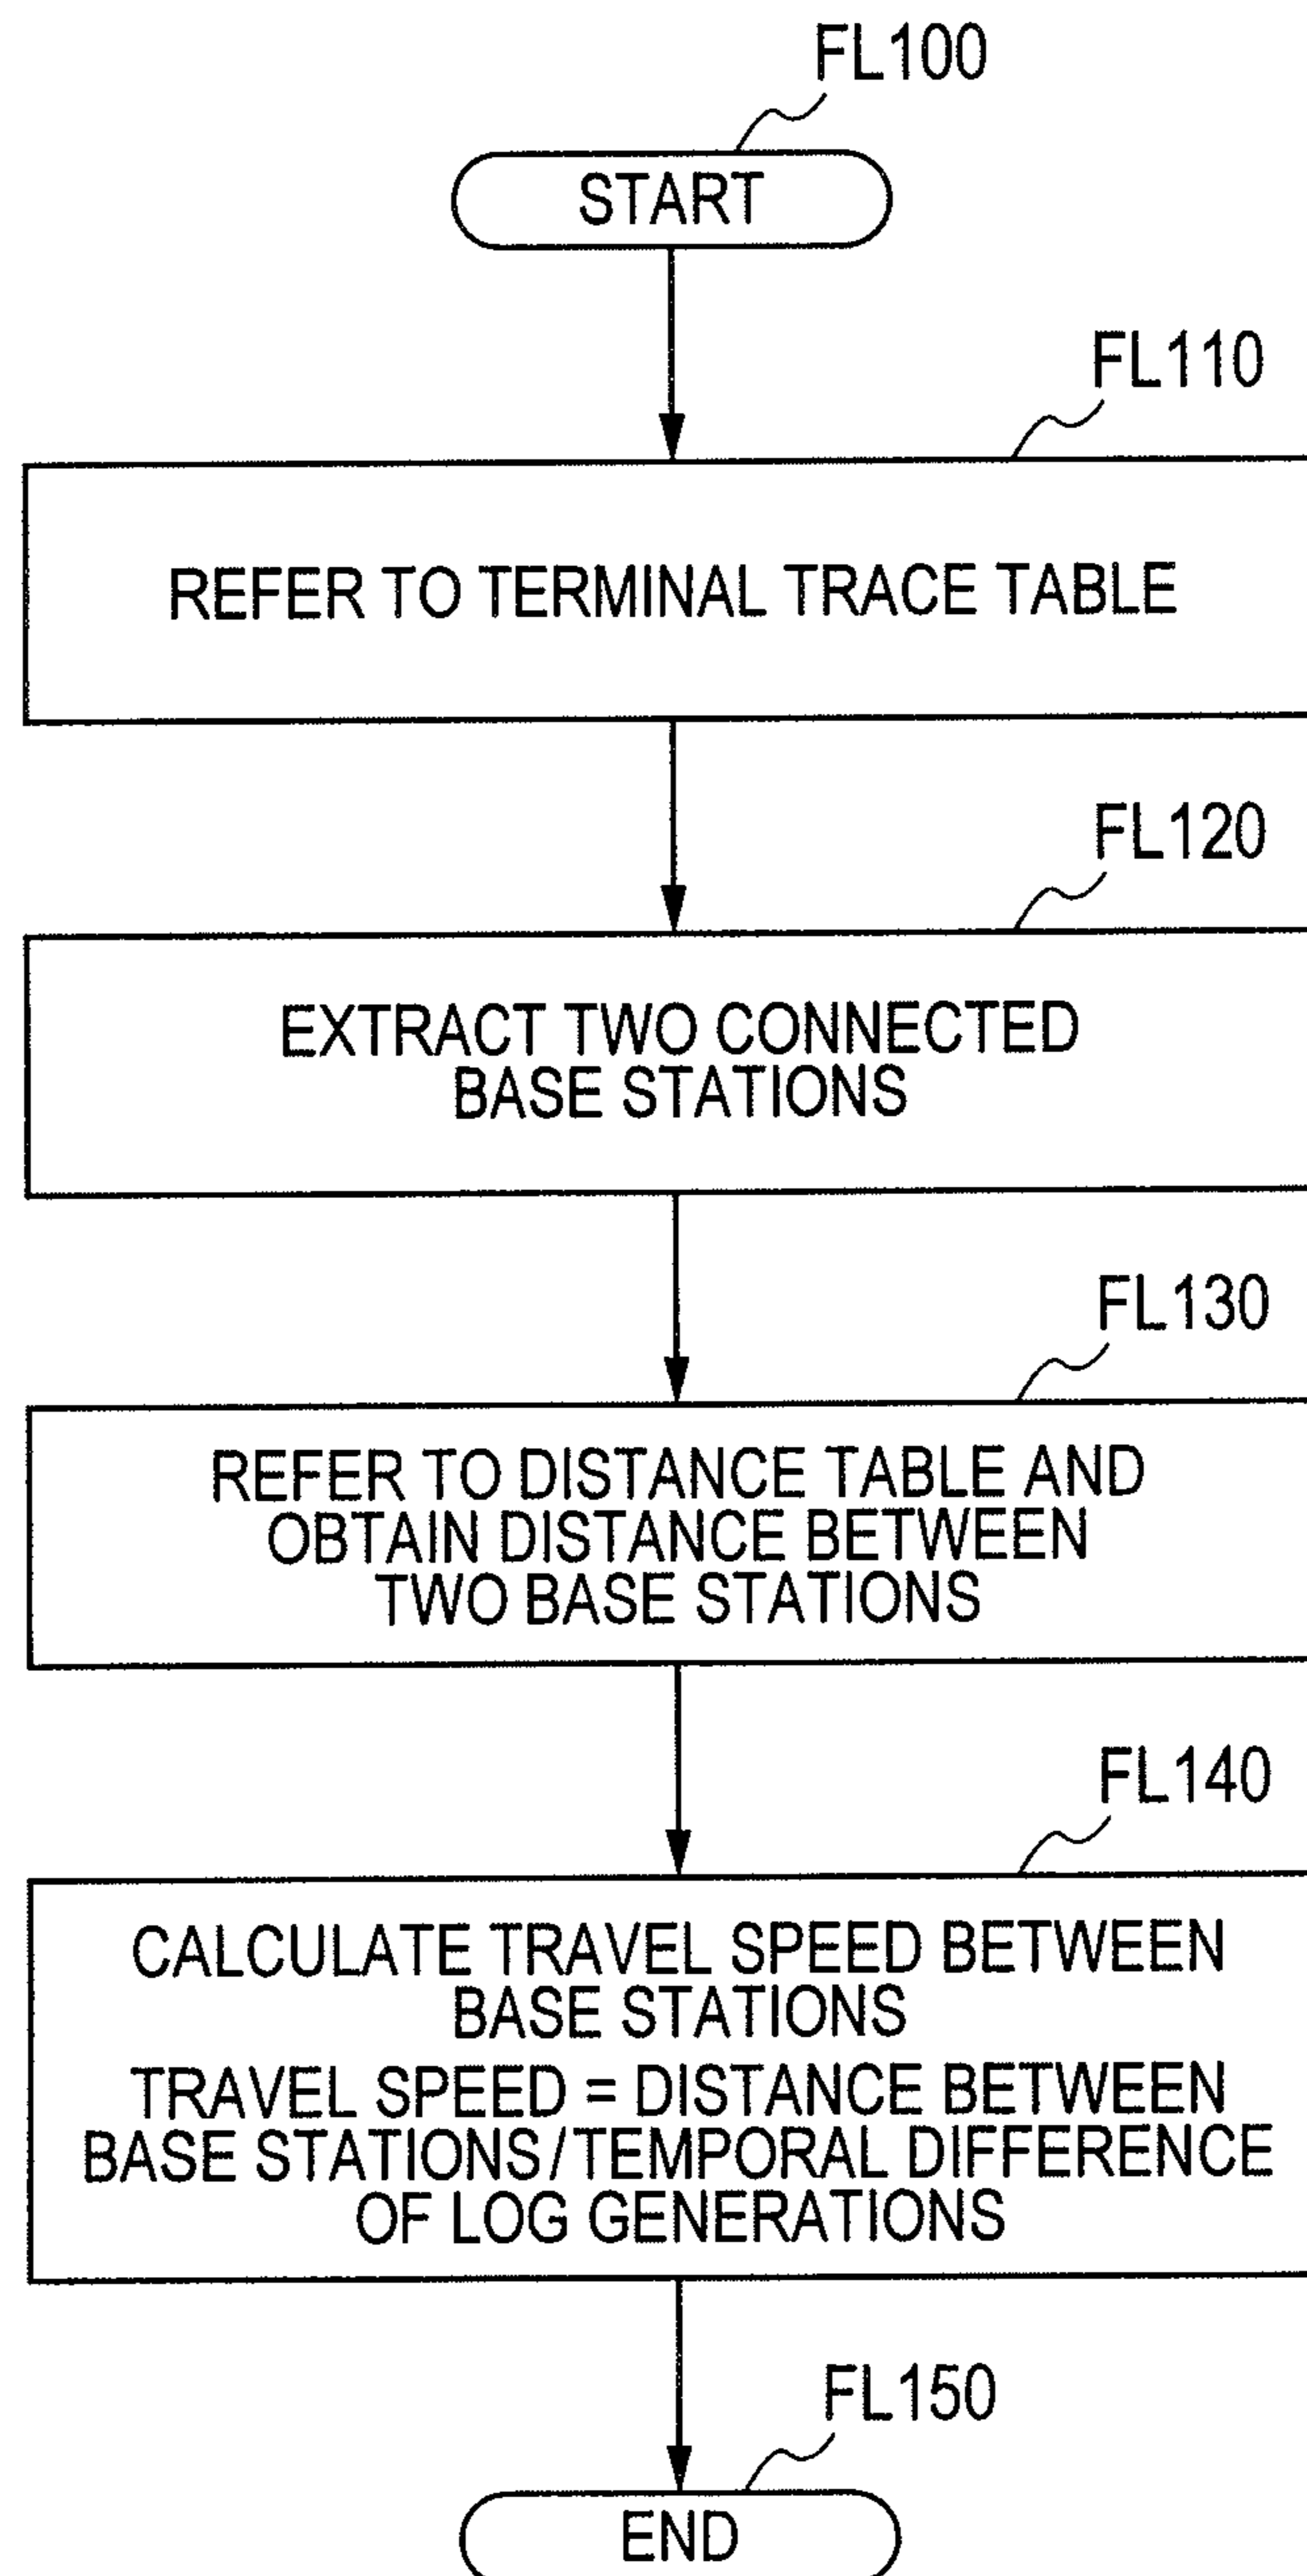 FL100
START
FL110
REFER TO TERMINAL TRACE TABLE
FL120
EXTRACT TWO CONNECTED
BASE STATIONS
FL130
REFER TO DISTANCE TABLE AND
OBTAIN DISTANCE BETWEEN
TWO BASE STATIONS
FL140
CALCULATE TRAVEL SPEED BETWEEN
BASE STATIONS
TRAVEL SPEED = DISTANCE BETWEEN
BASE STATIONS/TEMPORAL DIFFERENCE
OF LOG GENERATIONS
FL150
END